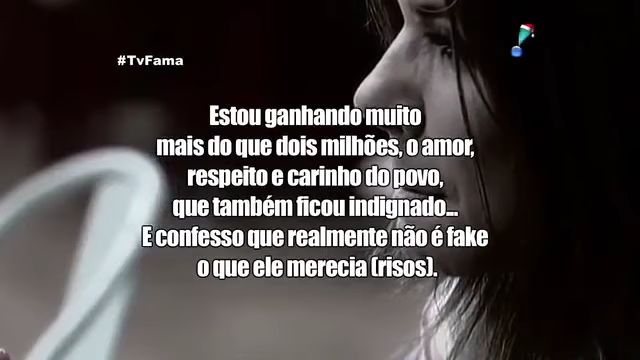 #TvFama
Estou ganhando muito
mais do que dois milhões, o amor,
respeito e carinho do povo,
que também ficou indignado...
E confesso que realmente não é fake
o que ele merecia (risos).